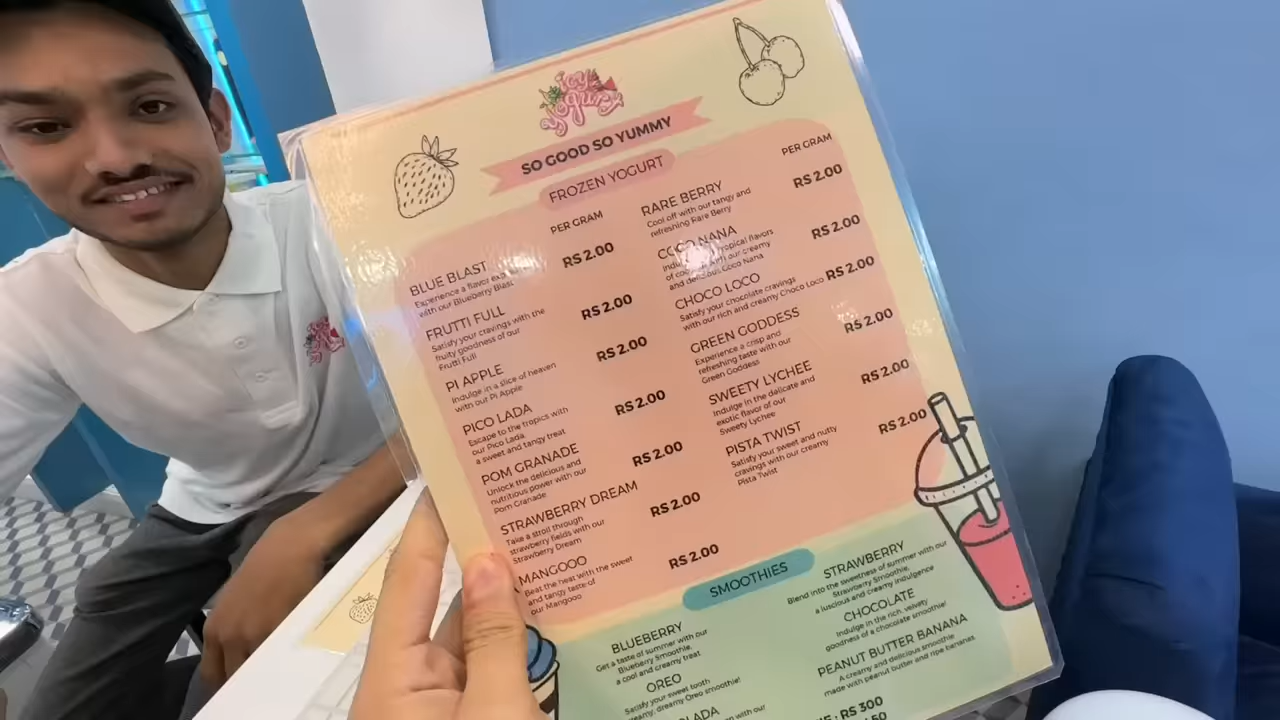 icy
yogurt
SO GOOD SO YUMMY
FROZEN YOGURT
PER GRAM
BLUE BLAST
RS 2.00
Experience a flavor
with our Blueberry Blast
FRUTTI FULL
RS 2.00
Satisfy your cravings with the
fruity goodness of our
Frutti Full
PI APPLE
RS 2.00
Indulge in a slice of heaven
with our Pi Apple
PICO LADA
RS 2.00
Escape to the tropics with
our Pico Lada,
a sweet and tangy treat
POM GRANADE
RS 2.00
Unlock the delicious and
nutritious power with our
Pom Granade
STRAWBERRY DREAM
RS 2.00
Take a stroll through
strawberry fields with our
Strawberry Dream
MANGOOO
RS 2.00
Beat the heat with the sweet
and tangy taste of
our Mangooo
PER GRAM
RARE BERRY
RS 2.00
Cool off with our tangy and
refreshing Rare Berry
COCO NANA
RS 2.00
tropical flavors
of with our creamy
and delicious Coco Nana
CHOCO LOCO
RS 2.00
Satisfy your chocolate cravings
with our rich and creamy Choco Loco
GREEN GODDESS
RS 2.00
Experience a crisp and
refreshing taste with our
Green Goddess
SWEETY LYCHEE
RS 2.00
Indulge in the delicate and
exotic flavor of our
Sweety Lychee
PISTA TWIST
RS 2.00
Satisfy your sweet and nutty
cravings with our creamy
Pista Twist
SMOOTHIES
BLUEBERRY
Get a taste of summer with our
Blueberry Smoothie,
a cool and creamy treat
OREO
Satisfy your sweet tooth
creamy, dreamy Oreo smoothie!
STRAWBERRY
Blend into the sweetness of summer with our
Strawberry Smoothie,
a luscious and creamy indulgence
CHOCOLATE
Indulge in the rich, velvety
goodness of a chocolate smoothie!
PEANUT BUTTER BANANA
A creamy and delicious smoothie
made with peanut butter and ripe bananas
RS 300